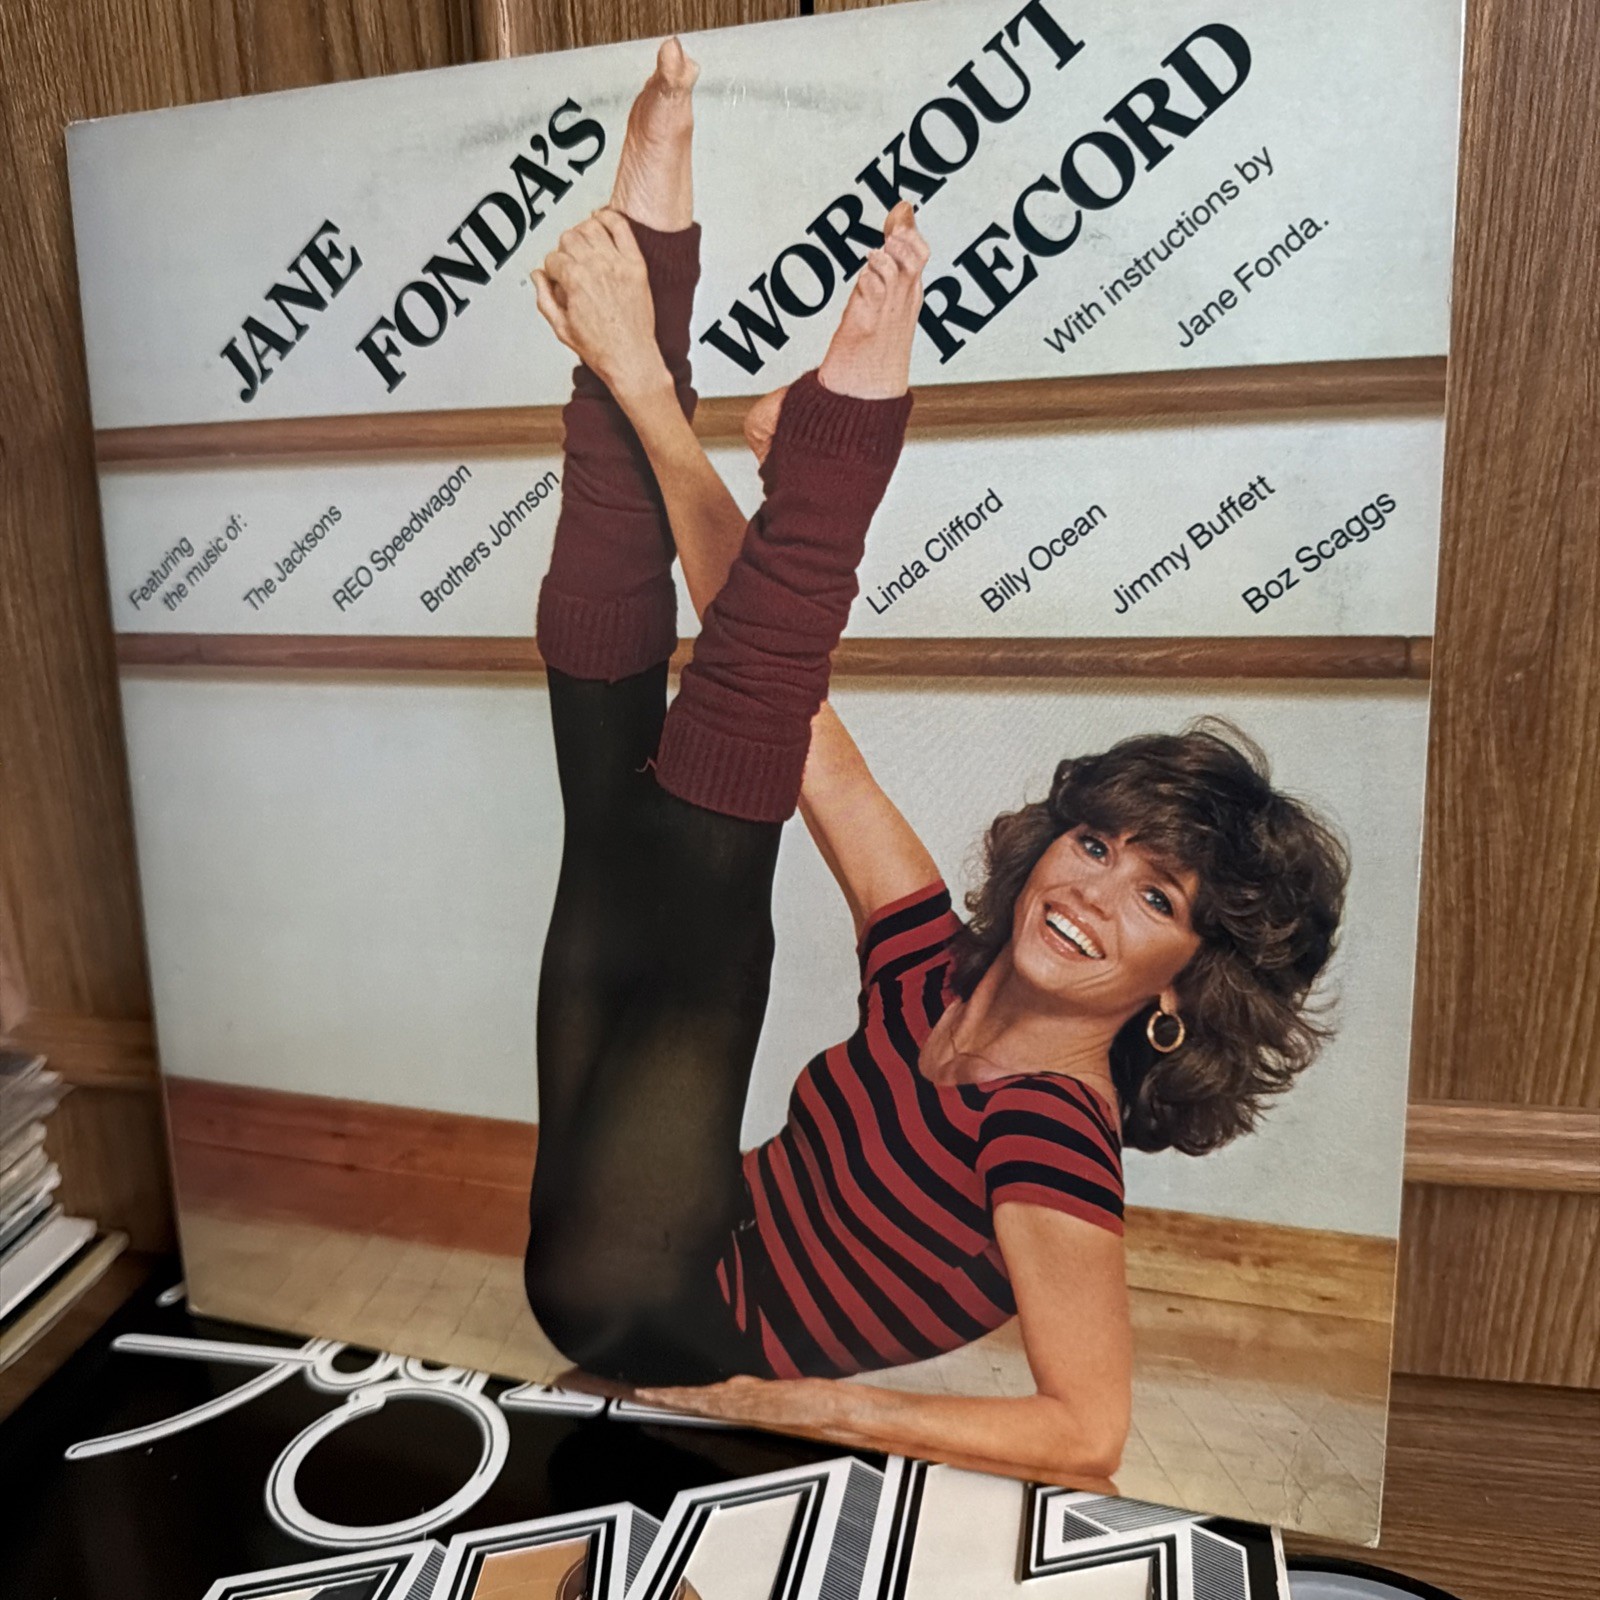 JANE
FONDA'S
WORKOUT
RECORD
With instructions by
Jane Fonda.
Featuring
the music of:
The Jacksons
REO Speedwagon
Brothers Johnson
Linda Clifford
Billy Ocean
Jimmy Buffett
Boz Scaggs